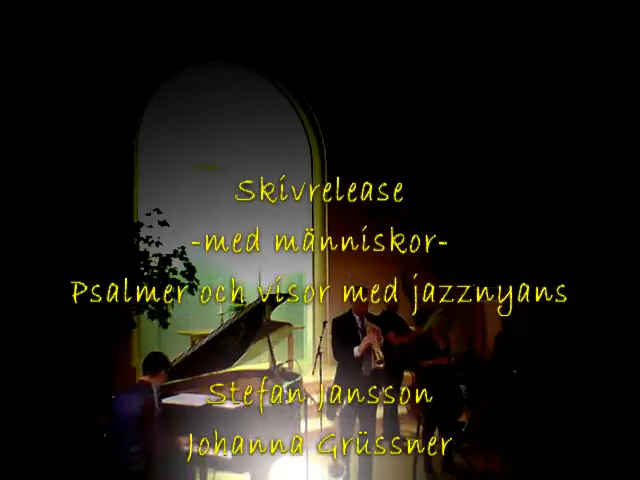 Skivrelease
-med människor-
Psalmer och visor med jazznyans
Stefan Jansson
Johanna Grüssner